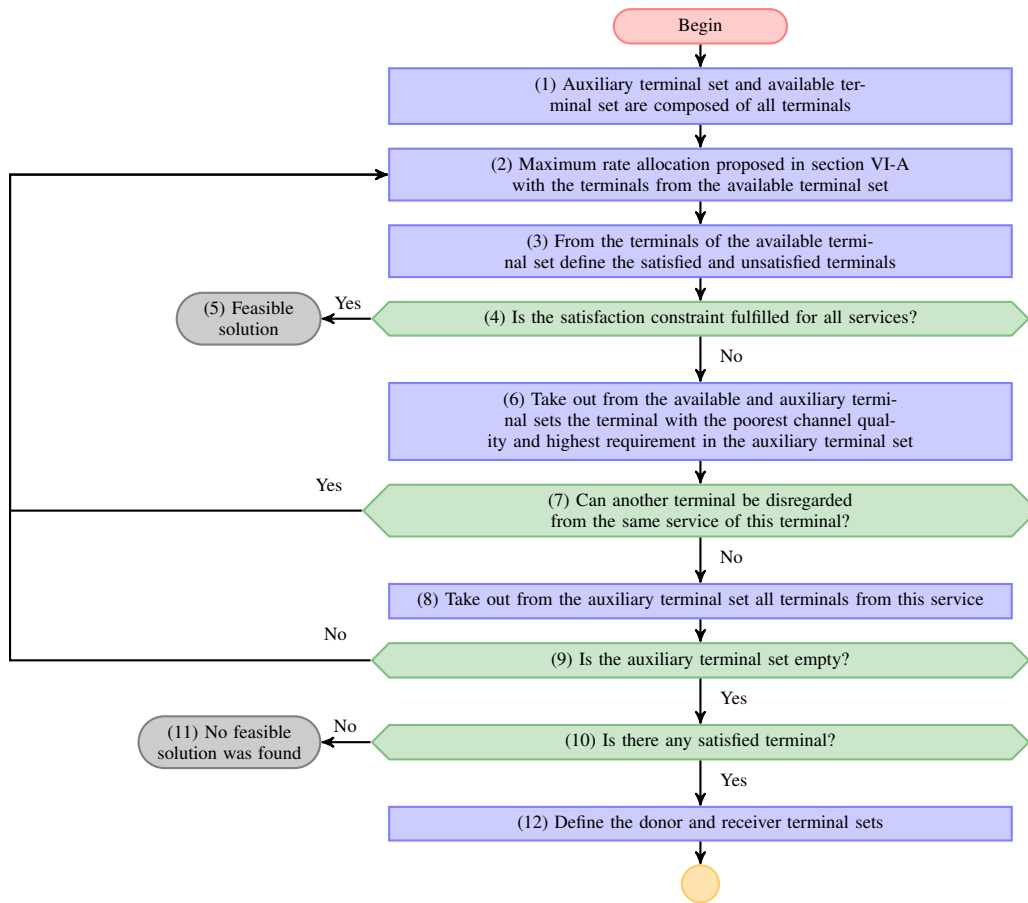 Begin
(1) Auxiliary terminal set and available ter-
minal set are composed of all terminals
(2) Maximum rate allocation proposed in section VI-A
with the terminals from the available terminal set
(3) From the terminals of the available termi-
nal set define the satisfied and unsatisfied terminals
(5) Feasible
solution
Yes
(4) Is the satisfaction constraint fulfilled for all services?
No
(6) Take out from the available and auxiliary termi-
nal sets the terminal with the poorest channel qual-
ity and highest requirement in the auxiliary terminal set
Yes
(7) Can another terminal be disregarded
from the same service of this terminal?
No
(8) Take out from the auxiliary terminal set all terminals from this service
No
(9) Is the auxiliary terminal set empty?
Yes
(11) No feasible
solution was found
No
(10) Is there any satisfied terminal?
Yes
(12) Define the donor and receiver terminal sets